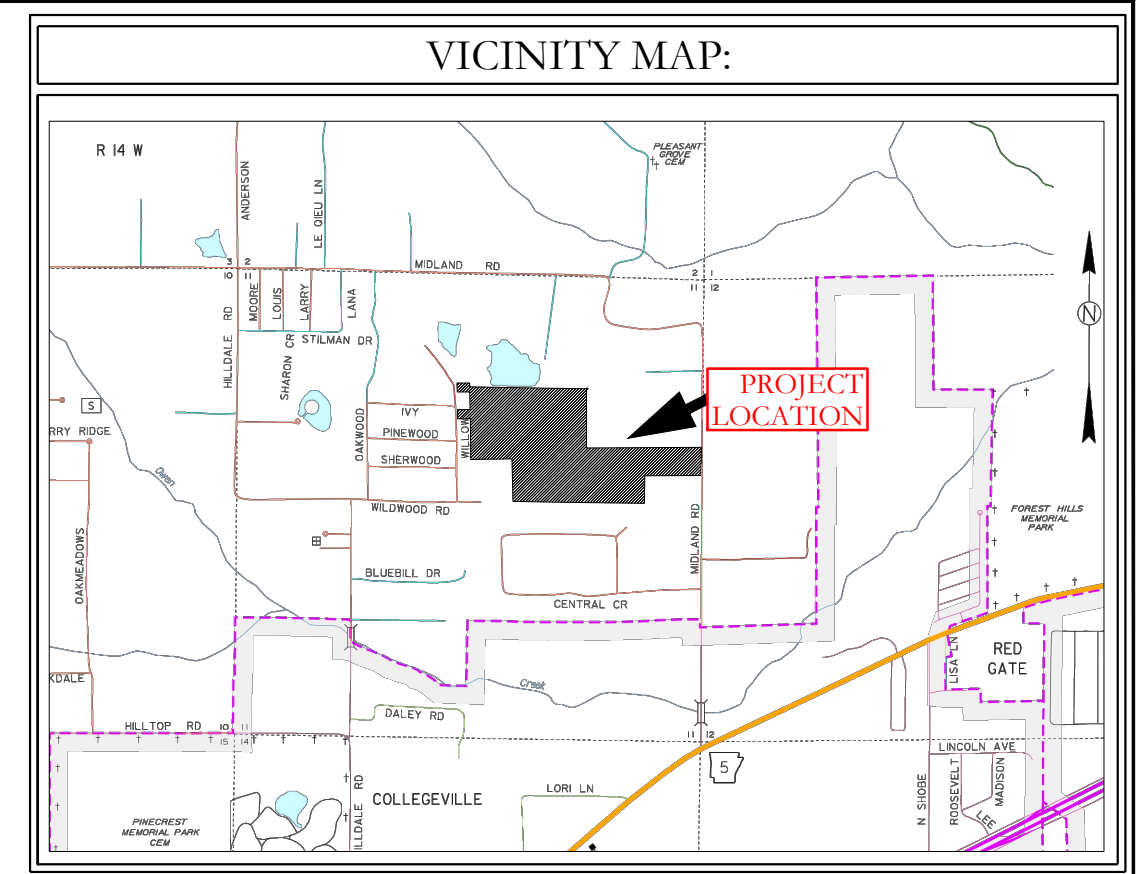 VICINITY MAP:
R 14 W
PLEASANT
GROVE
CEM
ANDERSON
LE QIEU LN
MIDLAND RD
3 2
10 11
2 1
11 12
HILLDALE RD
MOORE
LOUIS
LARRY
LANA
STILMAN DR
SHARON CR
N
PROJECT
LOCATION
S
RRY RIDGE
OAKWOOD
IVY
PINEWOOD
SHERWOOD
WILLOW
WILDWOOD RD
Owen
OAKMEADOWS
MIDLAND RD
FOREST HILLS
MEMORIAL
PARK
BLUEBILL DR
CENTRAL CR
LISA LN
RED
GATE
KDALE
Creek
DALEY RD
HILLTOP RD
10 11
15 14
11 12
5
LINCOLN AVE
ILLDALE RD
COLLEGEVILLE
LORI LN
N SHOBE
ROOSEVELT
MADISON
LEE
PINECREST
MEMORIAL PARK
CEM